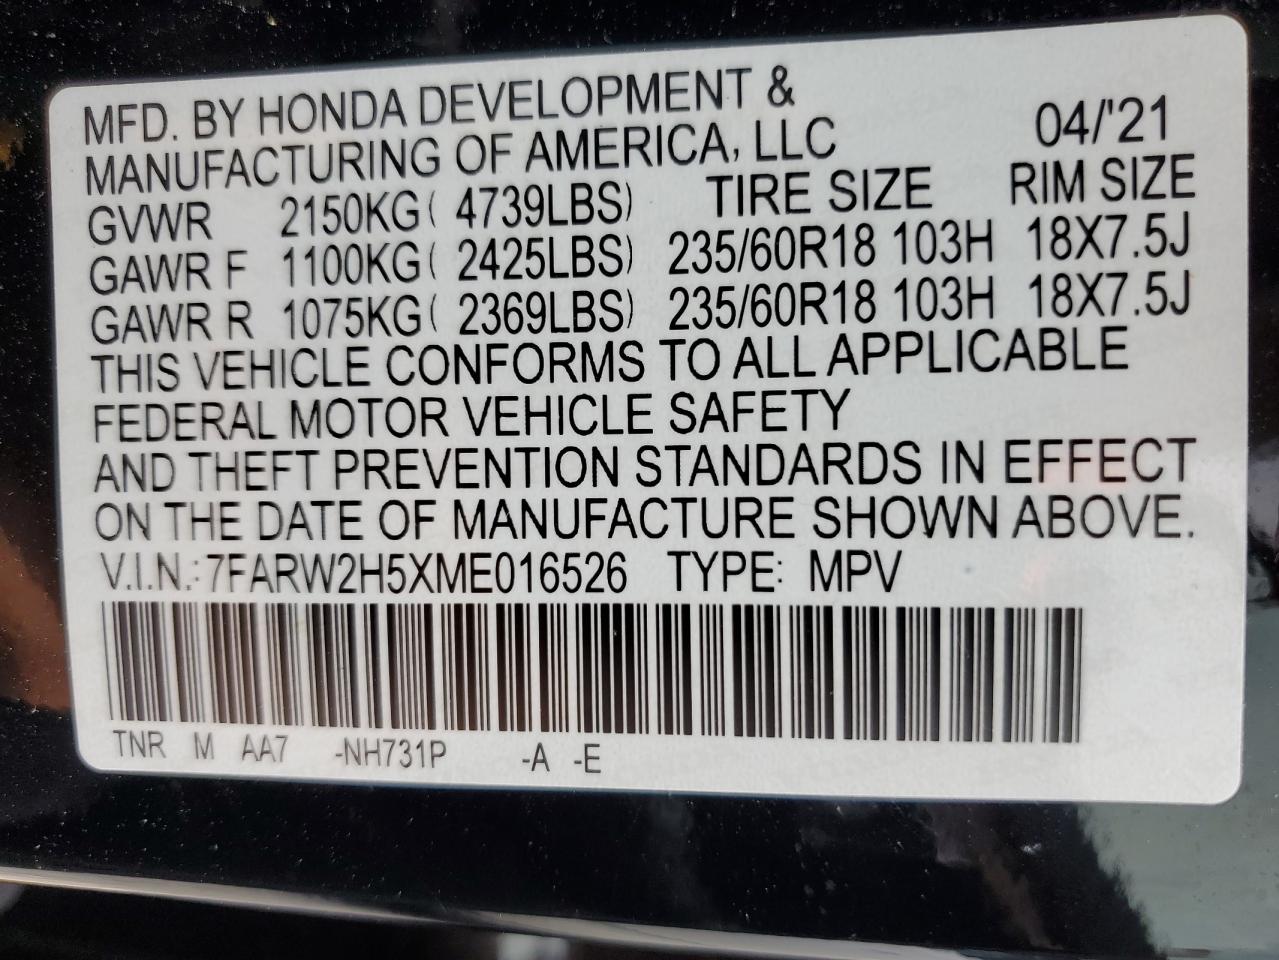 MFD. BY HONDA DEVELOPMENT &
MANUFACTURING OF AMERICA, LLC 04/'21
GVWR 2150KG( 4739LBS) TIRE SIZE RIM SIZE
GAWR F 1100KG( 2425LBS) 235/60R18 103H 18X7.5J
GAWR R 1075KG( 2369LBS) 235/60R18 103H 18X7.5J
THIS VEHICLE CONFORMS TO ALL APPLICABLE
FEDERAL MOTOR VEHICLE SAFETY
AND THEFT PREVENTION STANDARDS IN EFFECT
ON THE DATE OF MANUFACTURE SHOWN ABOVE.
V.I.N.: 7FARW2H5XME016526 TYPE: MPV
TNR M AA7 -NH731P -A -E